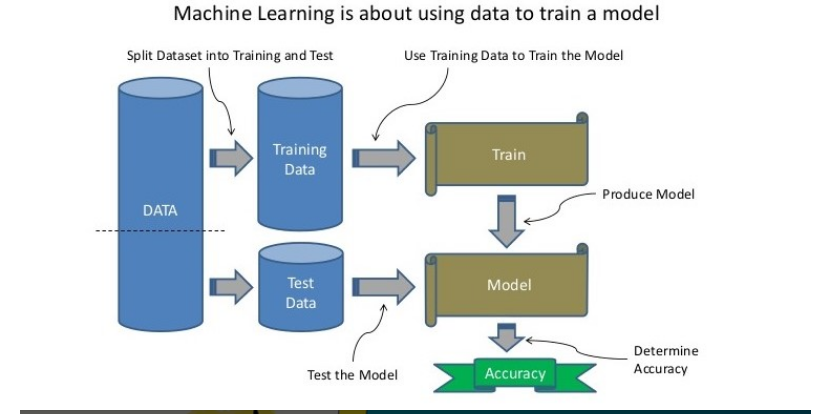 Machine Learning is about using data to train a model
Split Dataset into Training and Test
Use Training Data to Train the Model
Training
Data
Train
DATA
Produce Model
Test
Data
Model
Test the Model
Determine
Accuracy
Accuracy